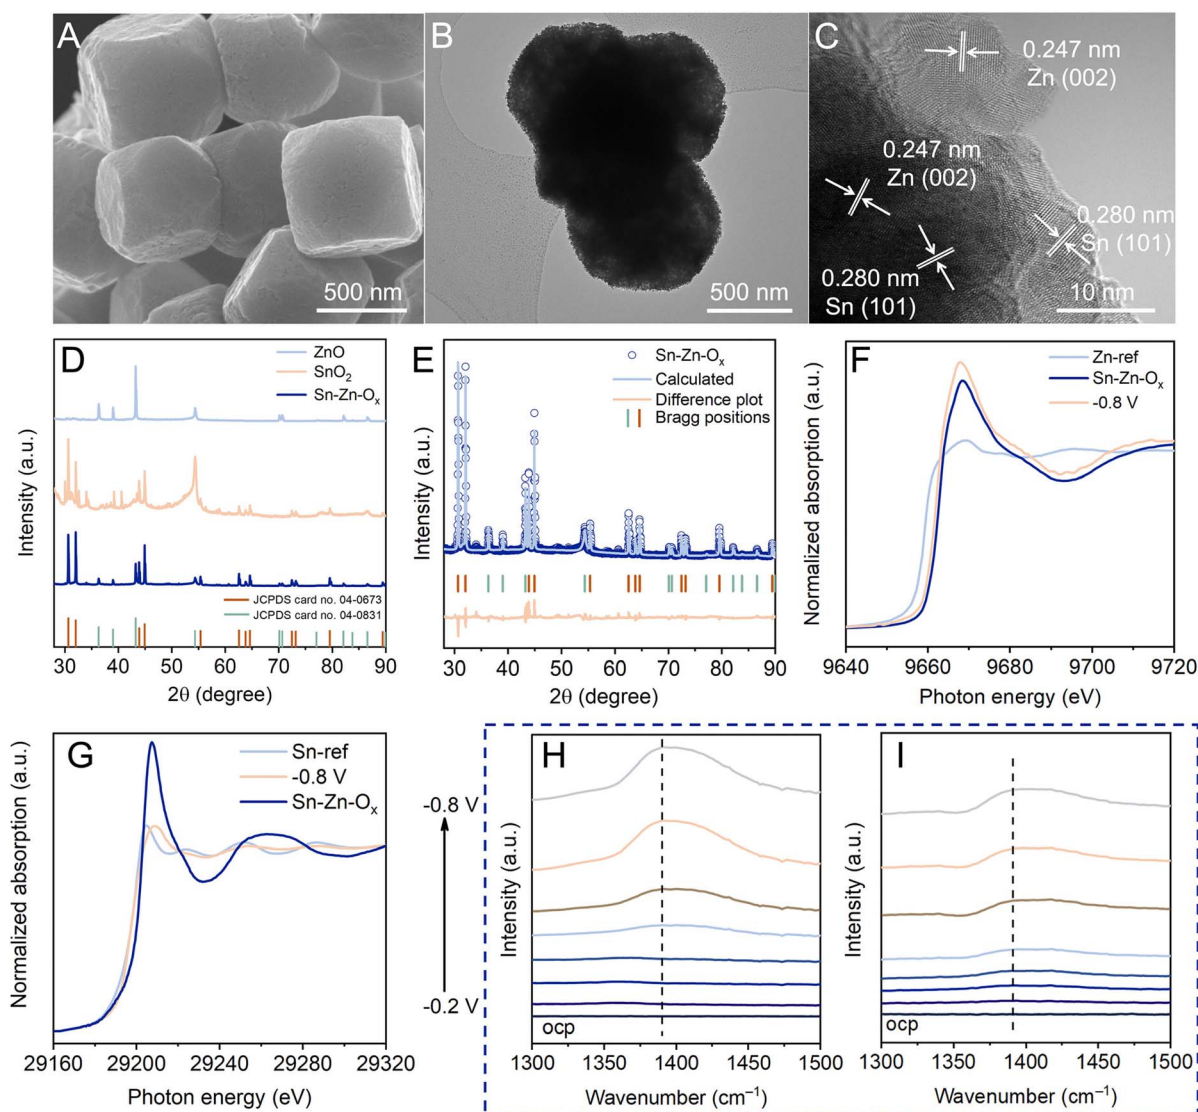 A
500 nm
B
500 nm
C
0.247 nm
Zn (002)
0.247 nm
Zn (002)
0.280 nm
Sn (101)
0.280 nm
Sn (101)
10 nm
D
ZnO
SnO₂
Sn-Zn-Oₓ
JCPDS card no. 04-0673
JCPDS card no. 04-0831
Intensity (a.u.)
30 40 50 60 70 80 90
2θ (degree)
E
Sn-Zn-Oₓ
Calculated
Difference plot
Bragg positions
Intensity (a.u.)
30 40 50 60 70 80 90
2θ (degree)
F
Zn-ref
Sn-Zn-Oₓ
-0.8 V
Normalized absorption (a.u.)
9640 9660 9680 9700 9720
Photon energy (eV)
G
Sn-ref
-0.8 V
Sn-Zn-Oₓ
Normalized absorption (a.u.)
29160 29200 29240 29280 29320
Photon energy (eV)
-0.8 V
-0.2 V
H
Intensity (a.u.)
ocp
1300 1350 1400 1450 1500
Wavenumber (cm⁻¹)
I
Intensity (a.u.)
ocp
1300 1350 1400 1450 1500
Wavenumber (cm⁻¹)